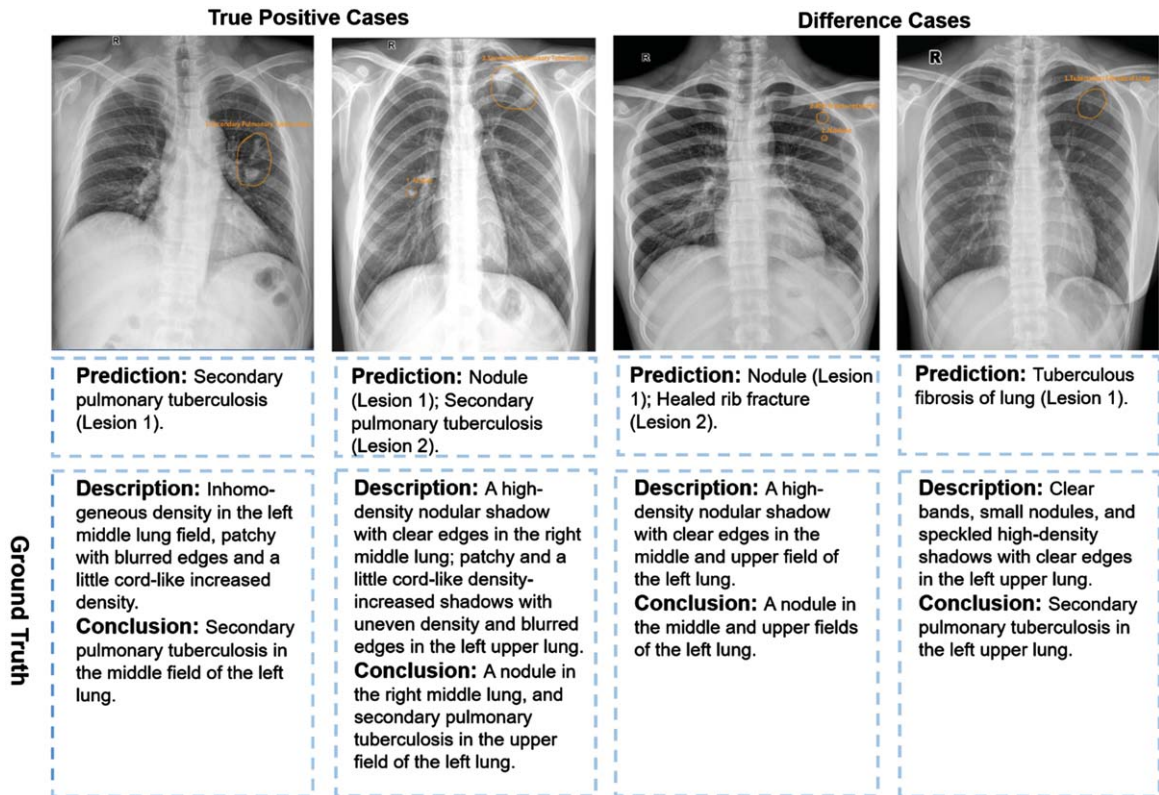 True Positive Cases
Difference Cases
R
R
R
R
Prediction: Secondary
pulmonary tuberculosis
(Lesion 1).
Prediction: Nodule
(Lesion 1); Secondary
pulmonary tuberculosis
(Lesion 2).
Prediction: Nodule (Lesion
1); Healed rib fracture
(Lesion 2).
Prediction: Tuberculous
fibrosis of lung (Lesion 1).
Ground Truth
Description: Inhomo-
geneous density in the left
middle lung field, patchy
with blurred edges and a
little cord-like increased
density.
Conclusion: Secondary
pulmonary tuberculosis in
the middle field of the left
lung.
Description: A high-
density nodular shadow
with clear edges in the right
middle lung; patchy and a
little cord-like density-
increased shadows with
uneven density and blurred
edges in the left upper lung.
Conclusion: A nodule in
the right middle lung, and
secondary pulmonary
tuberculosis in the upper
field of the left lung.
Description: A high-
density nodular shadow
with clear edges in the
middle and upper field of
the left lung.
Conclusion: A nodule in
the middle and upper fields
of the left lung.
Description: Clear
bands, small nodules, and
speckled high-density
shadows with clear edges
in the left upper lung.
Conclusion: Secondary
pulmonary tuberculosis in
the left upper lung.